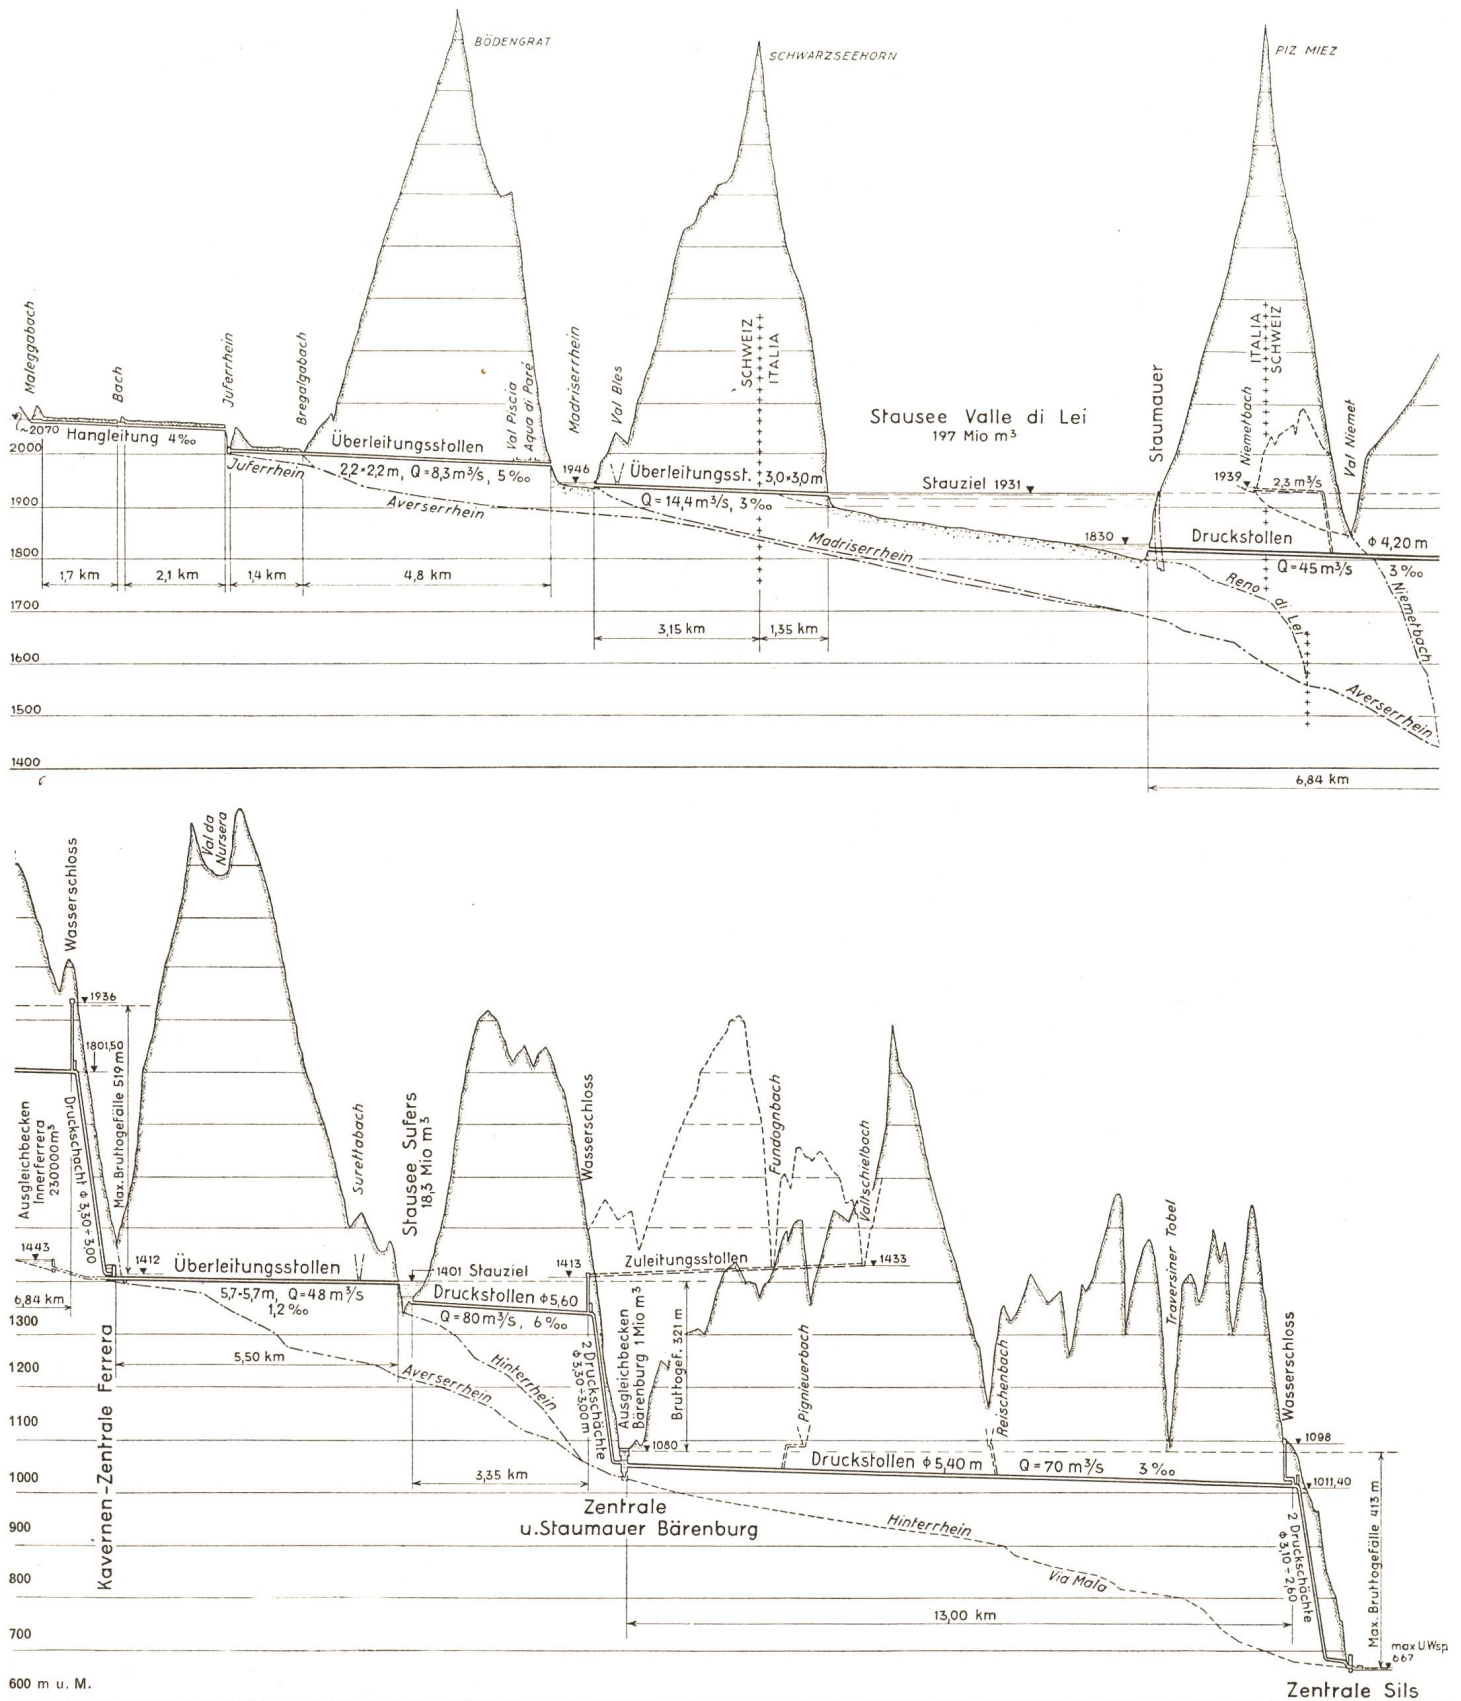 BÖDENGRAT
SCHWARZSEEHORN
PIZ MIEZ
Maleggabach
Bach
Juferrhein
Bregalgabach
Val Piscia
Aqua di Paré
Madriserrhein
Val Bles
SCHWEIZ
ITALIA
Stausee Valle di Lei
197 Mio m³
Staumauer
Niemetbach
ITALIA
SCHWEIZ
Val Niemet
(~2070 Hangleitung 4‰
Überleitungsstollen
2,2×2,2m, Q=8,3m³/s, 5‰
1946
Überleitungsst. 3,0×3,0m
Q=14,4m³/s, 3‰
Stauziel 1931
1939
2,3 m³/s
1830
Druckstollen
ϕ 4,20 m
Q=45m³/s
3‰
Juferrhein
Averserrhein
Madriserrhein
Reno di Lei
Niemetbach
Averserrhein
2000
1900
1800
1700
1600
1500
1400
1,7 km
2,1 km
1,4 km
4,8 km
3,15 km
1,35 km
6,84 km
Wasserschloss
Val da
Nursera
1936
1801,50
Ausgleichbecken
Innerferrera
230000m³
Druckschacht ϕ 3,30÷3,00
Max. Bruttogefälle 519m
Surettabach
Stausee Sufers
18,3 Mio m³
Wasserschloss
Fundognbach
Valtschielbach
Traversiner Tobel
1443
1412
Überleitungsstollen
5,7·5,7m, Q=48m³/s
1,2‰
1401 Stauziel
Druckstollen ϕ5,60
Q=80m³/s, 6‰
1413
Zuleitungsstollen
1433
6,84 km
5,50 km
Kavernen-Zentrale Ferrera
Averserrhein
Hinterrhein
2 Druckschächte
ϕ 3,30÷3,00m
Ausgleichbecken
Bärenburg 1 Mio m³
Bruttogef. 321 m
Pignieuerbach
Reischenbach
Wasserschloss
1080
Druckstollen ϕ5,40m Q=70m³/s 3‰
1098
1011,40
3,35 km
Zentrale
u.Staumauer Bärenburg
Hinterrhein
Via Mala
2 Druckschächte
ϕ 3,10÷2,60
Max. Bruttogefälle 413 m
13,00 km
max U.Wsp
667
Zentrale Sils
1300
1200
1100
1000
900
800
700
600 m u. M.